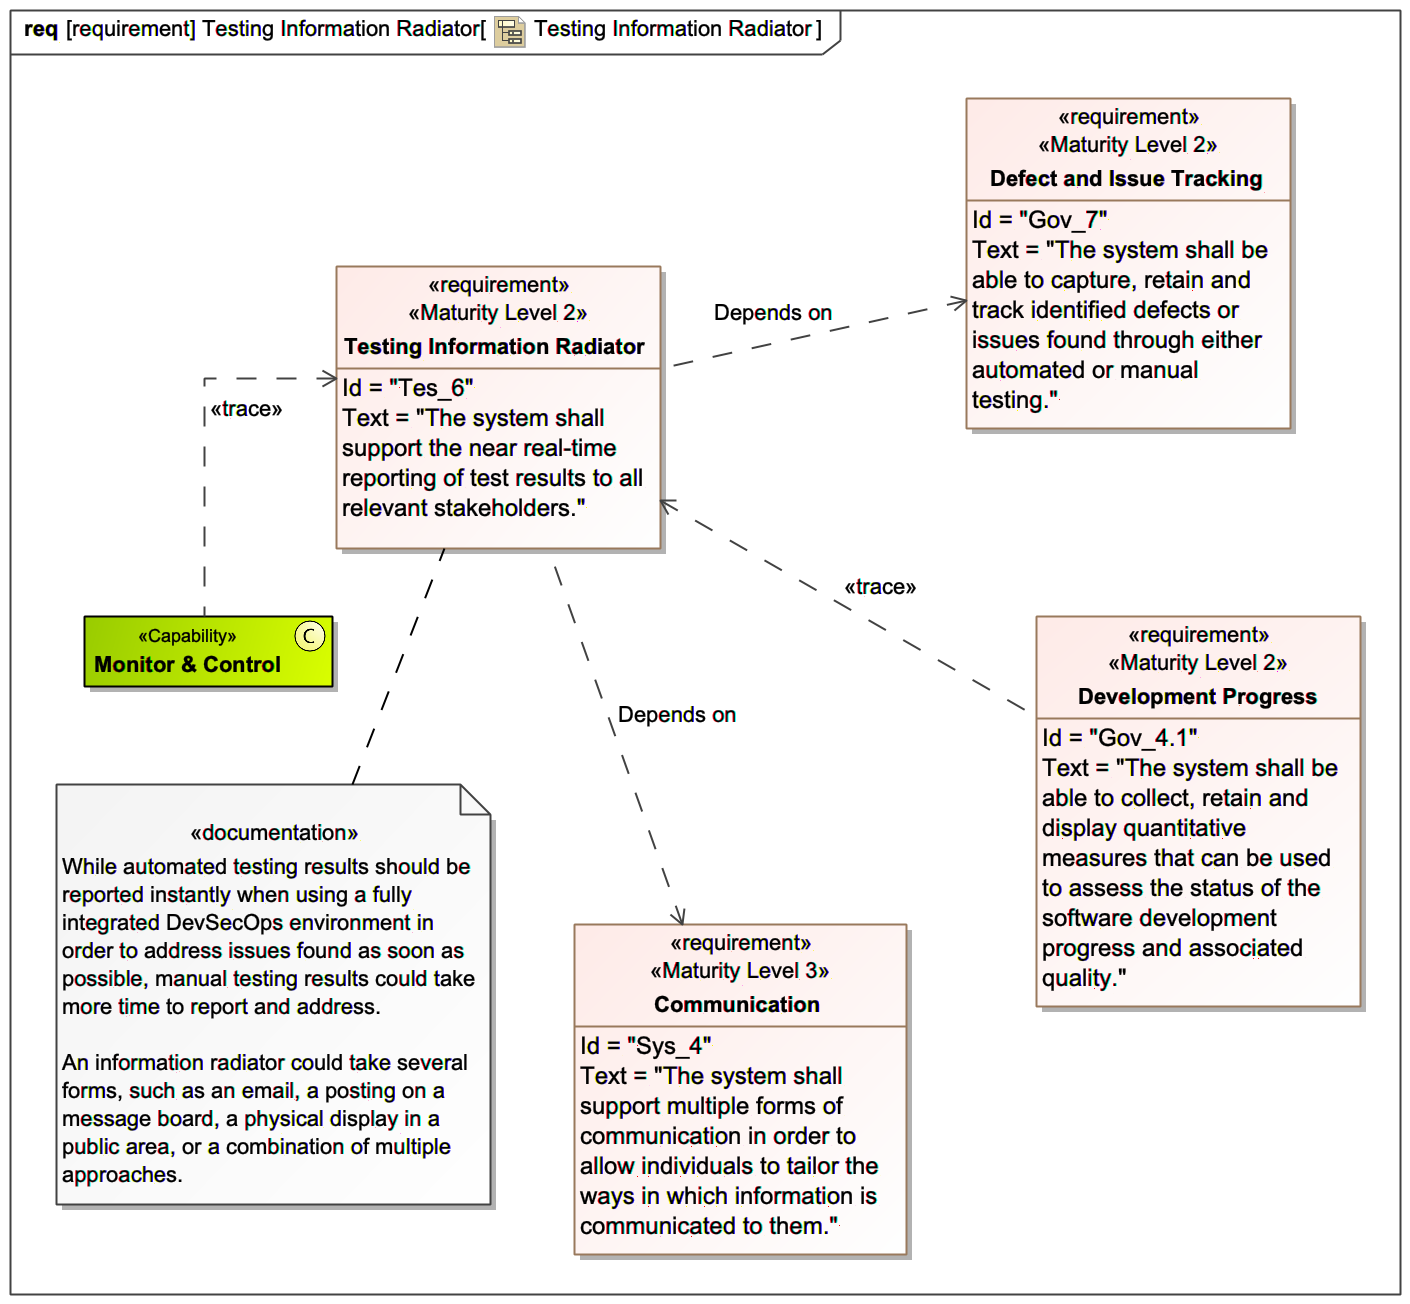 req [requirement] Testing Information Radiator[ Testing Information Radiator ]
«requirement»
«Maturity Level 2»
Defect and Issue Tracking
Id = "Gov_7"
Text = "The system shall be
able to capture, retain and
track identified defects or
issues found through either
automated or manual
testing."
«requirement»
«Maturity Level 2»
Testing Information Radiator
Id = "Tes_6"
Text = "The system shall
support the near real-time
reporting of test results to all
relevant stakeholders."
Depends on
«trace»
«trace»
«Capability»
C
Monitor & Control
Depends on
«requirement»
«Maturity Level 2»
Development Progress
Id = "Gov_4.1"
Text = "The system shall be
able to collect, retain and
display quantitative
measures that can be used
to assess the status of the
software development
progress and associated
quality."
«documentation»
While automated testing results should be
reported instantly when using a fully
integrated DevSecOps environment in
order to address issues found as soon as
possible, manual testing results could take
more time to report and address.
An information radiator could take several
forms, such as an email, a posting on a
message board, a physical display in a
public area, or a combination of multiple
approaches.
«requirement»
«Maturity Level 3»
Communication
Id = "Sys_4"
Text = "The system shall
support multiple forms of
communication in order to
allow individuals to tailor the
ways in which information is
communicated to them."